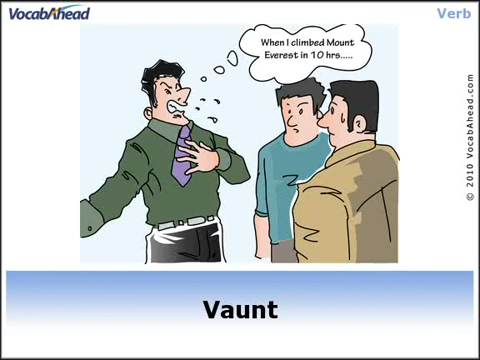 VocabAhead
Verb
When I climbed Mount
Everest in 10 hrs.....
© 2010 VocabAhead.com
Vaunt